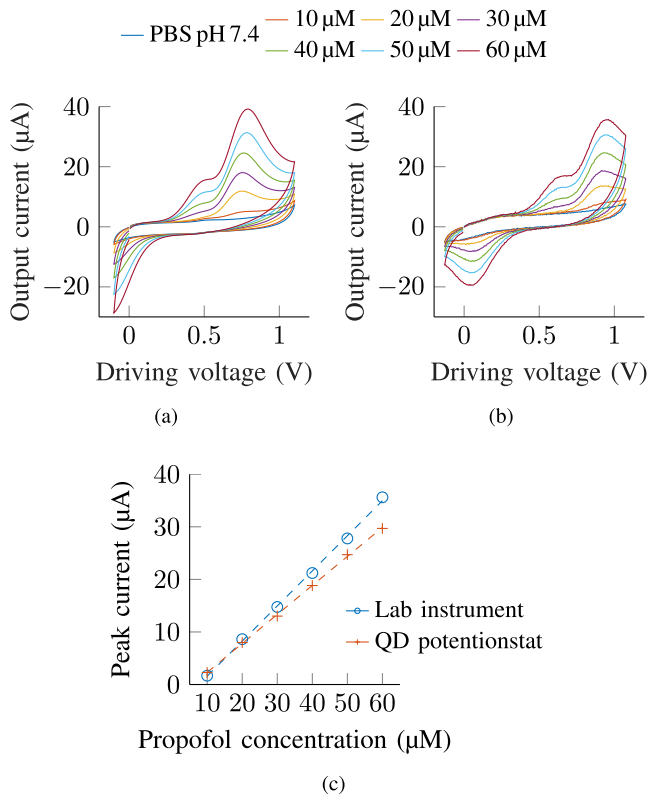 PBS pH 7.4
10 µM 20 µM 30 µM
40 µM 50 µM 60 µM
Output current (µA)
40
20
0
−20
0 0.5 1
Driving voltage (V)
(a)
Output current (µA)
40
20
0
−20
0 0.5 1
Driving voltage (V)
(b)
Peak current (µA)
40
30
20
10
0
10 20 30 40 50 60
Propofol concentration (µM)
Lab instrument
QD potentionstat
(c)